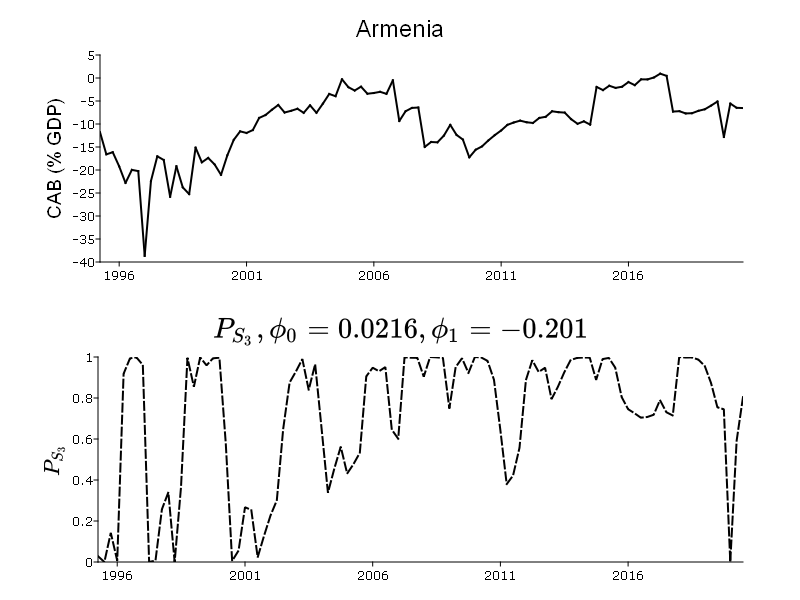 Armenia
CAB (% GDP)
5
0
−5
−10
−15
−20
−25
−30
−35
−40
1996 2001 2006 2011 2016
P_{S_3}, ϕ_0 = 0.0216, ϕ_1 = −0.201
P_{S_3}
1
0.8
0.6
0.4
0.2
0
1996 2001 2006 2011 2016